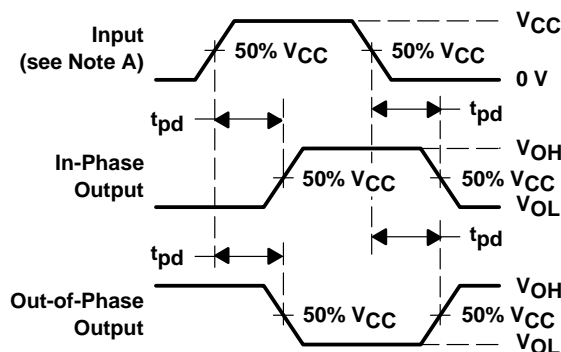 VCC
Input
(see Note A)
50% VCC
50% VCC
0 V
tpd
tpd
VOH
In-Phase
Output
50% VCC
50% VCC
VOL
tpd
tpd
VOH
Out-of-Phase
Output
50% VCC
50% VCC
VOL